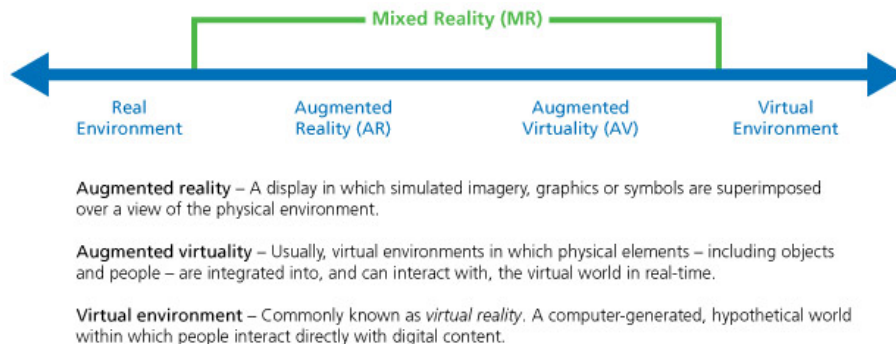 Mixed Reality (MR)
Real Environment
Augmented Reality (AR)
Augmented Virtuality (AV)
Virtual Environment
Augmented reality – A display in which simulated imagery, graphics or symbols are superimposed
over a view of the physical environment.
Augmented virtuality – Usually, virtual environments in which physical elements – including objects
and people – are integrated into, and can interact with, the virtual world in real-time.
Virtual environment – Commonly known as virtual reality. A computer-generated, hypothetical world
within which people interact directly with digital content.